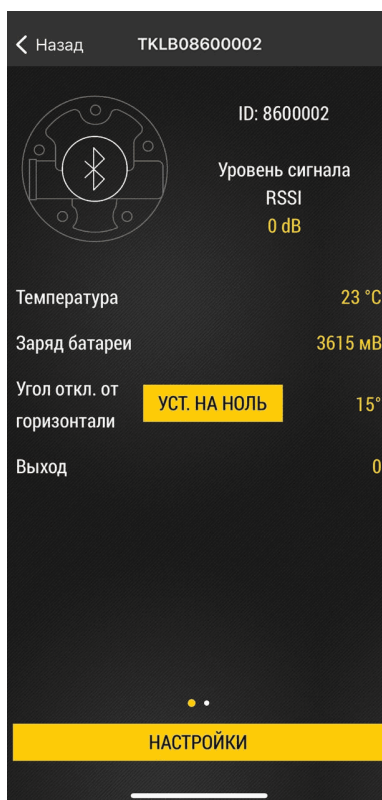 Назад TKLB08600002
ID: 8600002
Уровень сигнала
RSSI
0 dB
Температура 23 °C
Заряд батареи 3615 мВ
Угол откл. от
горизонтали УСТ. НА НОЛЬ 15°
Выход 0
НАСТРОЙКИ